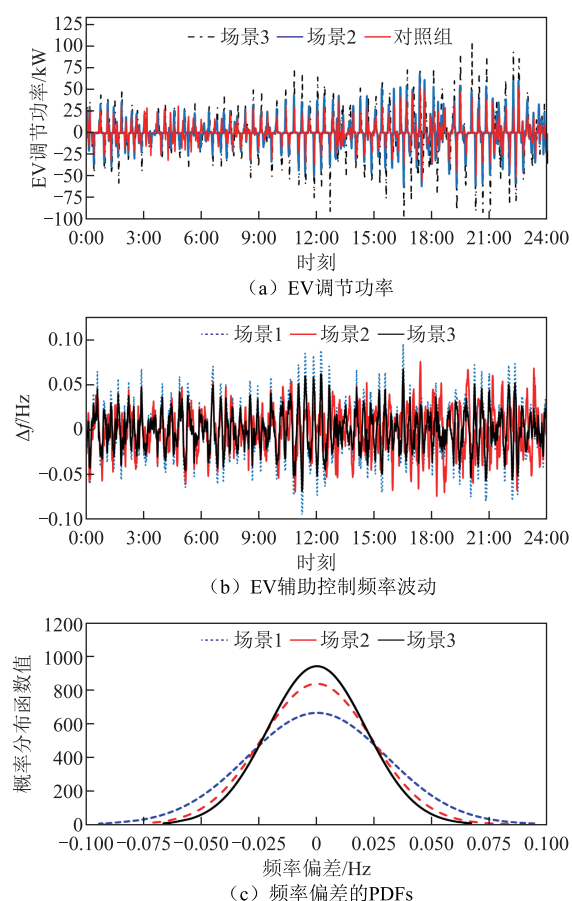 场景3 场景2 对照组
EV调节功率/kW
125
100
75
50
25
0
−25
−50
−75
−100
0:00 3:00 6:00 9:00 12:00 15:00 18:00 21:00 24:00
时刻
（a）EV调节功率
场景1 场景2 场景3
Δf/Hz
0.10
0.05
0
−0.05
−0.10
0:00 3:00 6:00 9:00 12:00 15:00 18:00 21:00 24:00
时刻
（b）EV辅助控制频率波动
场景1 场景2 场景3
概率分布函数值
1200
1000
800
600
400
200
0
−0.100 −0.075 −0.050 −0.025 0 0.025 0.050 0.075 0.100
频率偏差/Hz
（c）频率偏差的PDFs